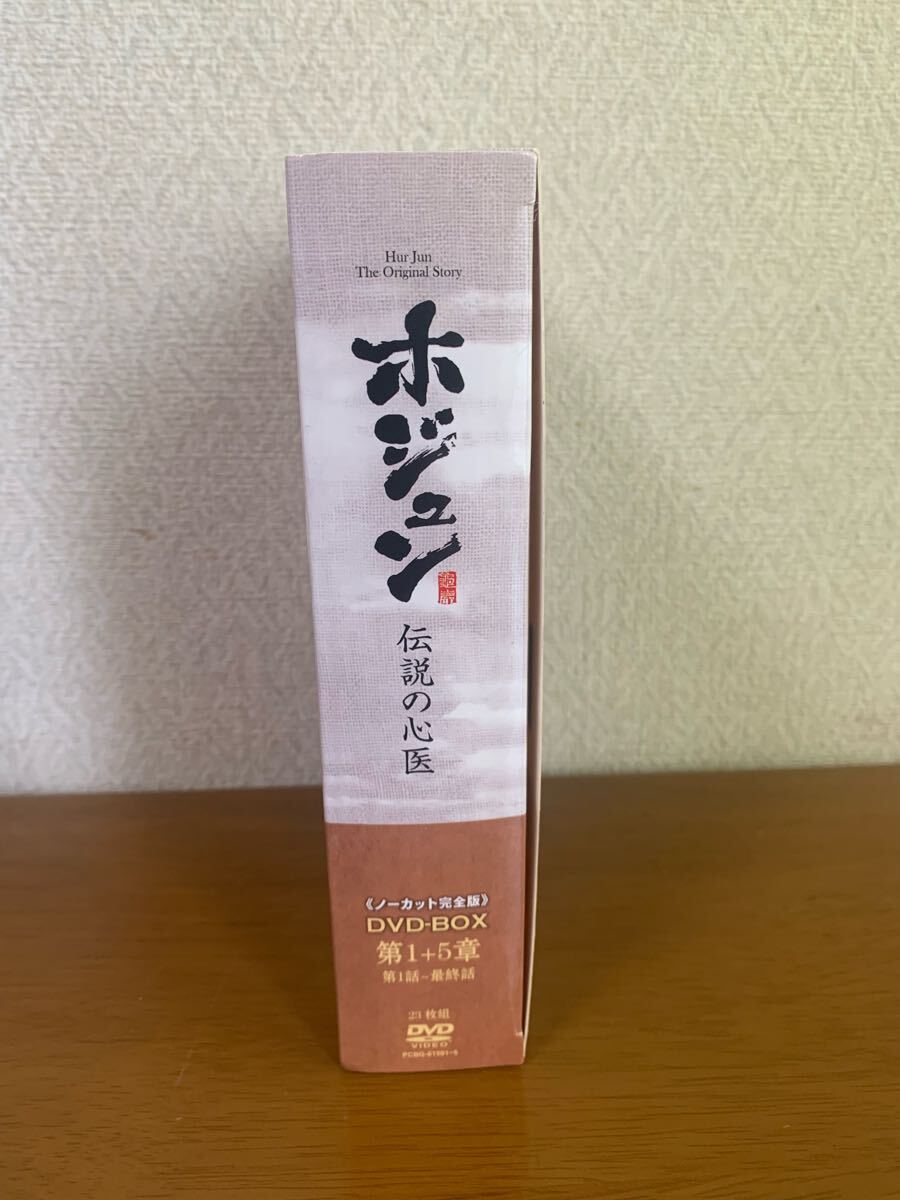 Hur Jun
The Original Story
ホジュン
伝説の心医
《ノーカット完全版》
DVD-BOX
第1+5章
第1話~最終話
23枚組
DVD
VIDEO